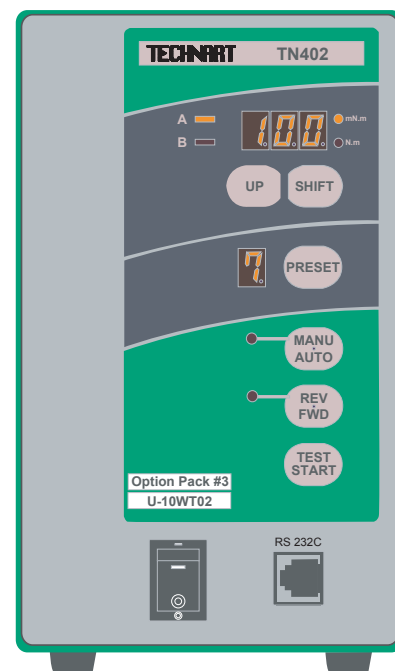 TECHNART TN402
A
B
100
mN.m
N.m
UP SHIFT
7. PRESET
MANU
AUTO
REV
FWD
TEST
START
Option Pack #3
U-10WT02
RS 232C